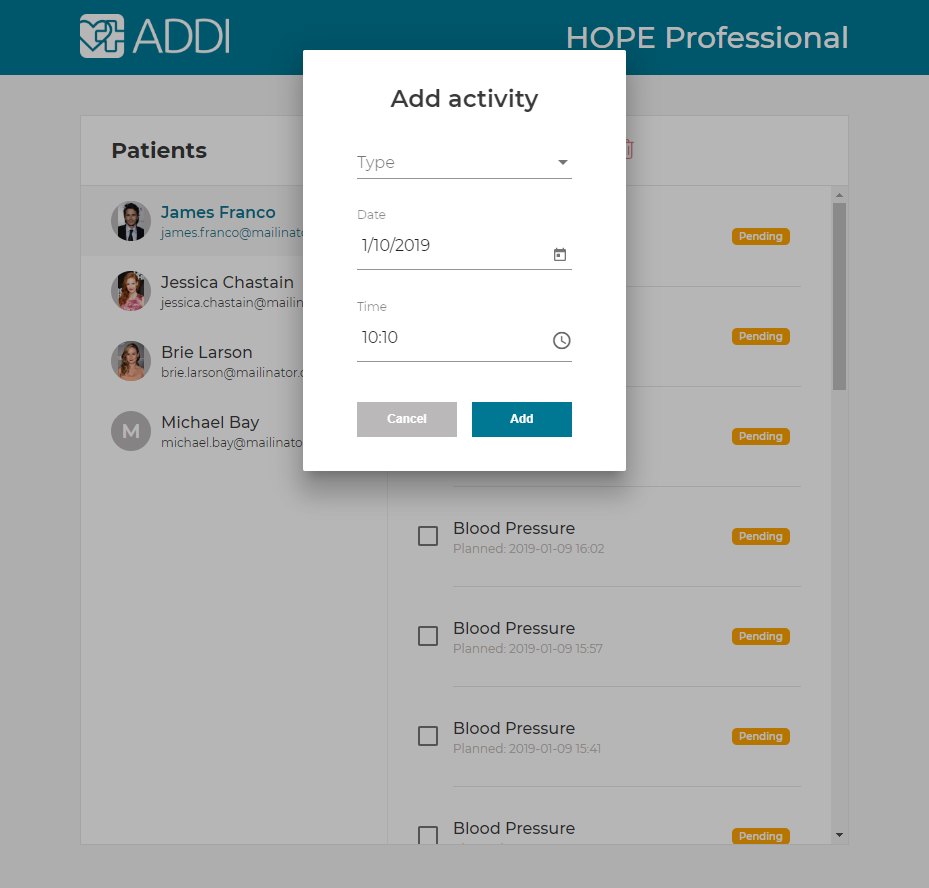 ADDI
HOPE Professional
Add activity
Type
Date
1/10/2019
Time
10:10
Cancel
Add
Patients
James Franco
james.franco@mailinato
Jessica Chastain
jessica.chastain@mailin
Brie Larson
brie.larson@mailinator.c
M
Michael Bay
michael.bay@mailinato
Pending
Pending
Pending
Blood Pressure
Planned: 2019-01-09 16:02
Pending
Blood Pressure
Planned: 2019-01-09 15:57
Pending
Blood Pressure
Planned: 2019-01-09 15:41
Pending
Blood Pressure
Pending